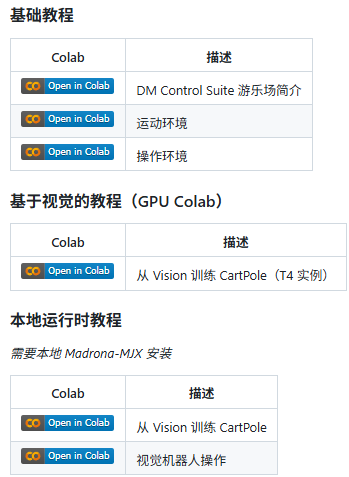 基础教程
Colab 描述
Open in Colab DM Control Suite 游乐场简介
Open in Colab 运动环境
Open in Colab 操作环境
基于视觉的教程（GPU Colab）
Colab 描述
Open in Colab 从 Vision 训练 CartPole（T4 实例）
本地运行时教程
需要本地 Madrona-MJX 安装
Colab 描述
Open in Colab 从 Vision 训练 CartPole
Open in Colab 视觉机器人操作